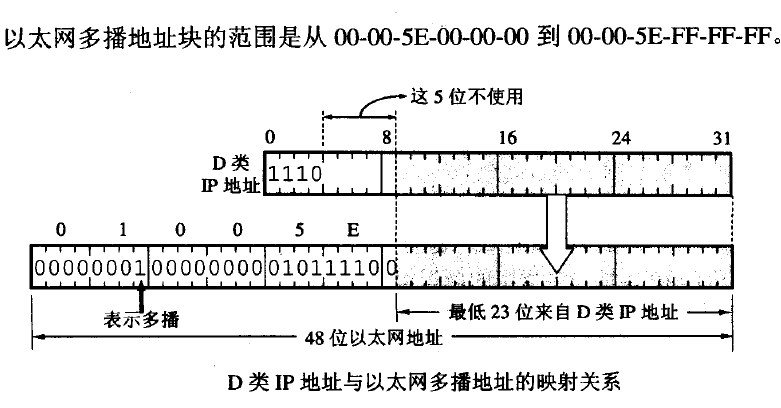 以太网多播地址块的范围是从 00-00-5E-00-00-00 到 00-00-5E-FF-FF-FF。
这 5 位不使用
0 8 16 24 31
D 类
IP 地址
1110
0 1 0 0 5 E
00000001 00000000 01011110 0
表示多播
最低 23 位来自 D 类 IP 地址
48 位以太网地址
D 类 IP 地址与以太网多播地址的映射关系